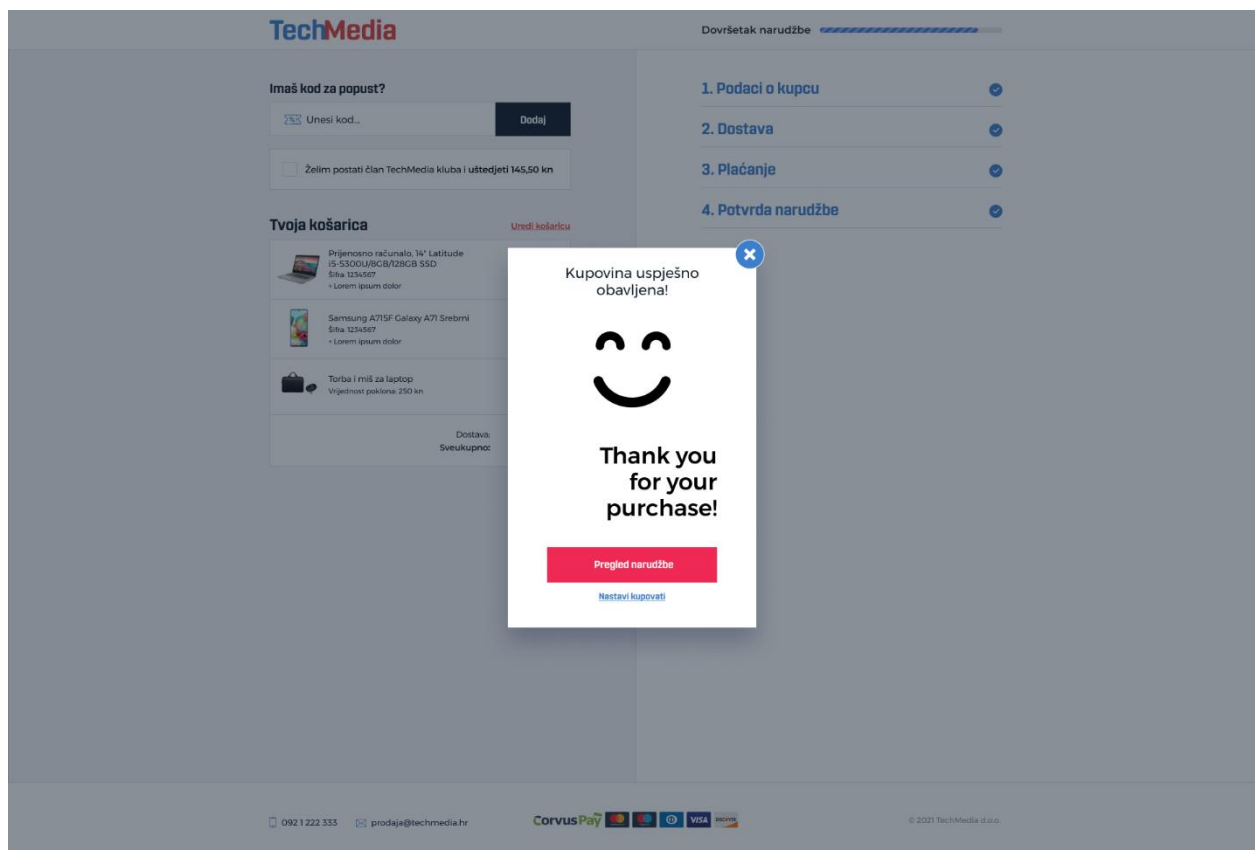 TechMedia
Dovršetak narudžbe
Imaš kod za popust?
Unesi kod...
Dodaj
Želim postati član TechMedia kluba i uštedjeti 145,50 kn
Tvoja košarica
Uredi košaricu
Prijenosno računalo, 14" Latitude
i5-5300U/8GB/128GB SSD
Šifra: 1234567
+ Lorem ipsum dolor
Samsung A715F Galaxy A71 Srebrni
Šifra: 1234567
+ Lorem ipsum dolor
Torba i miš za laptop
Vrijednost poklona: 250 kn
Dostava:
Sveukupno:
1. Podaci o kupcu
2. Dostava
3. Plaćanje
4. Potvrda narudžbe
Kupovina uspješno
obavljena!
Thank you
for your
purchase!
Pregled narudžbe
Nastavi kupovati
092 1 222 333
prodaja@techmedia.hr
CorvusPay
VISA
DISCOVER
© 2021 TechMedia d.o.o.